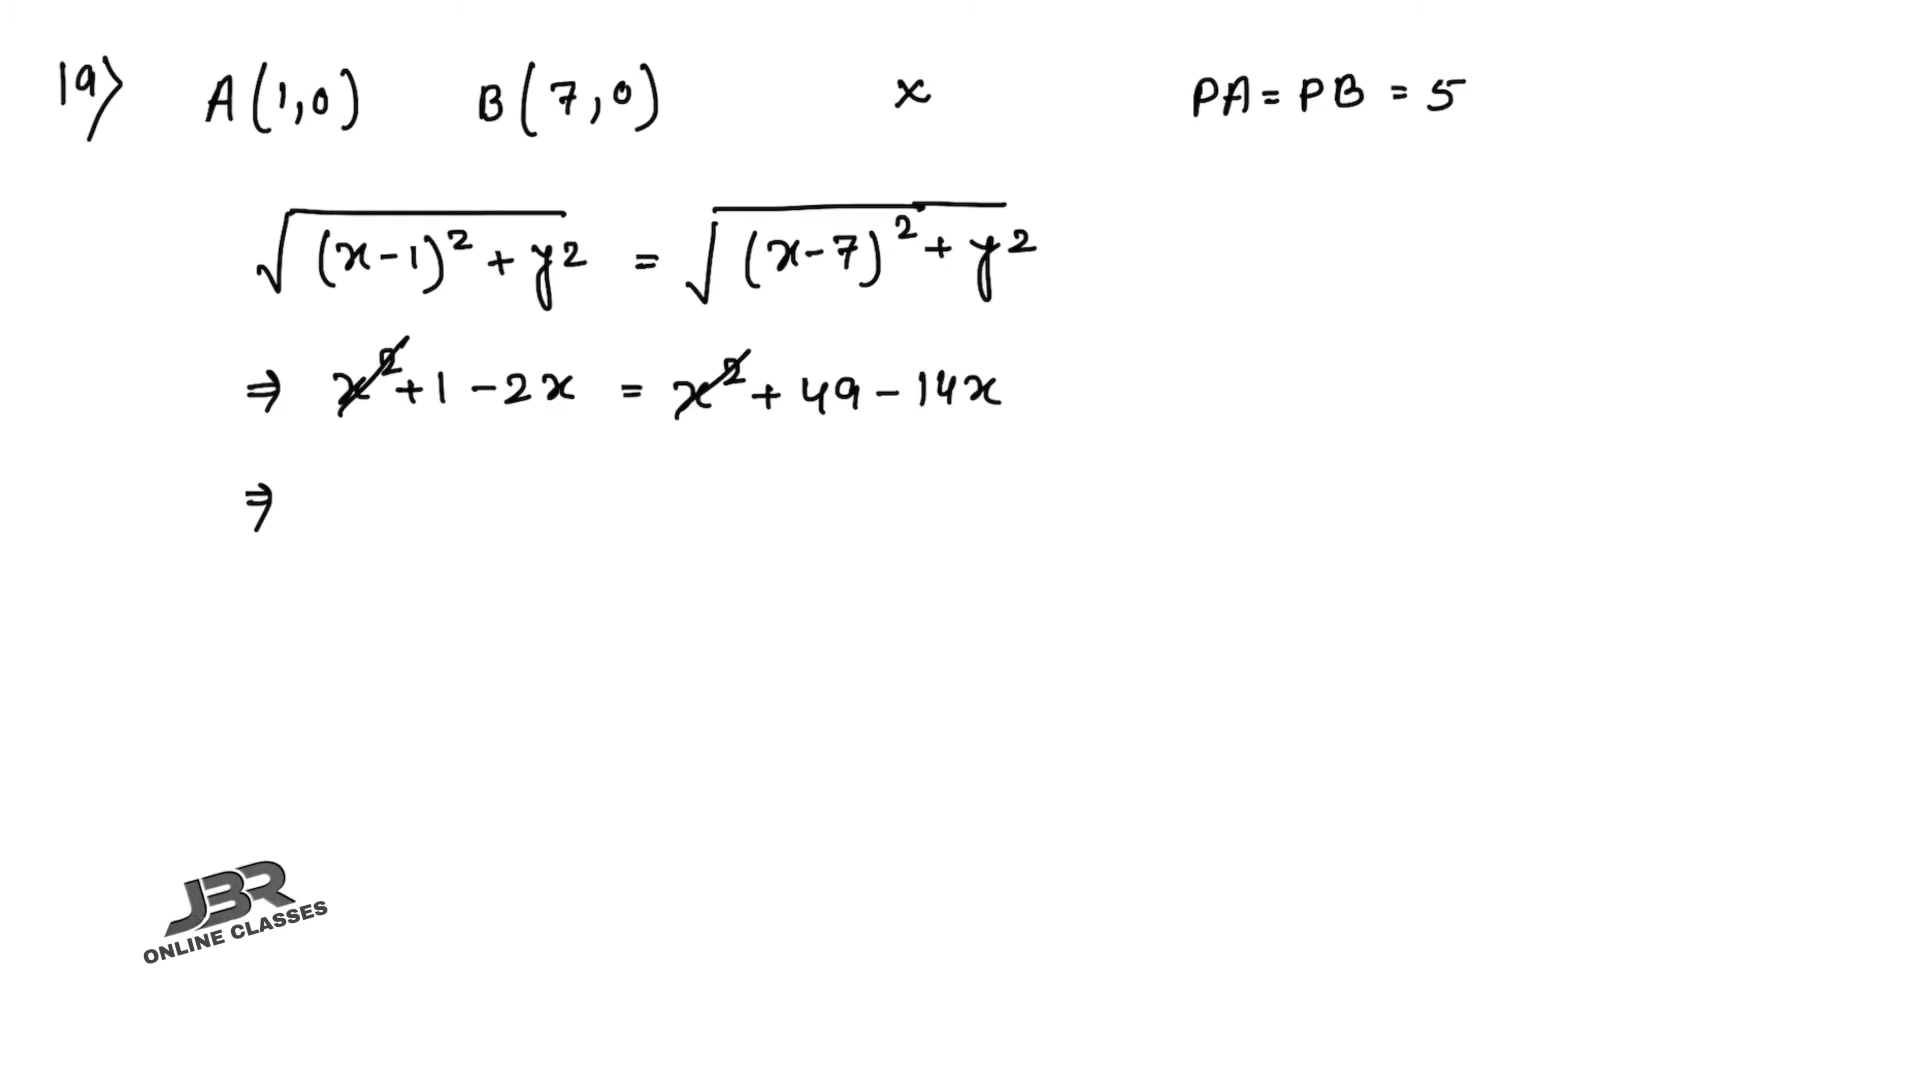 19) A(1,0) B(7,0) x PA = PB = 5
√(x-1)² + y² = √(x-7)² + y²
⇒ x² + 1 - 2x = x² + 49 - 14x
⇒
JBR
ONLINE CLASSES